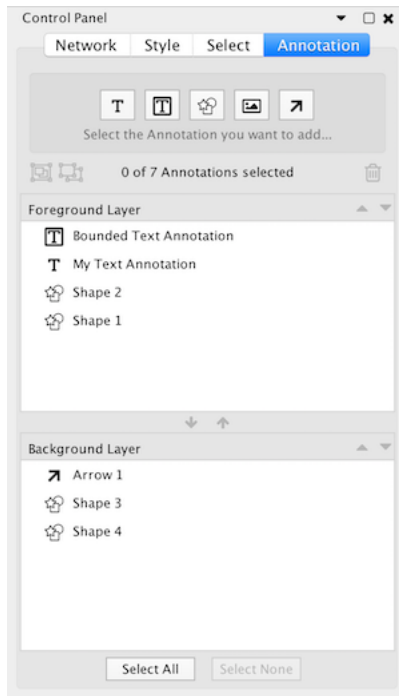 Control Panel
Network Style Select Annotation
T T
Select the Annotation you want to add...
0 of 7 Annotations selected
Foreground Layer
T Bounded Text Annotation
T My Text Annotation
Shape 2
Shape 1
Background Layer
Arrow 1
Shape 3
Shape 4
Select All Select None